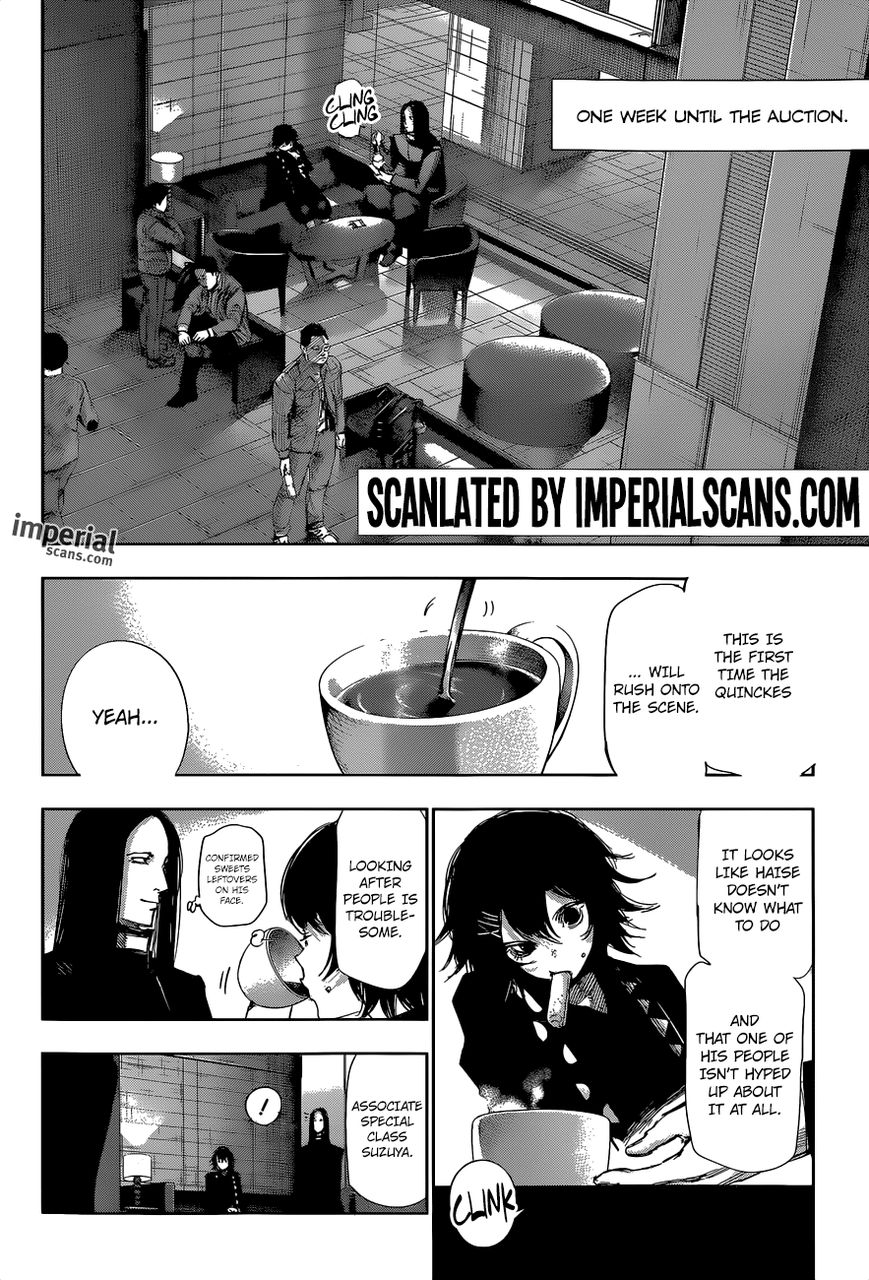 ONE WEEK UNTIL THE AUCTION.
CLING
CLING
SCANLATED BY IMPERIALSCANS.COM
imperial
scans.com
THIS IS
THE FIRST
TIME THE
QUINCKES
... WILL
RUSH ONTO
THE SCENE.
YEAH...
IT LOOKS
LIKE HAISE
DOESN'T
KNOW WHAT
TO DO
AND
THAT ONE OF
HIS PEOPLE
ISN'T HYPED
UP ABOUT
IT AT ALL.
CLINK
LOOKING
AFTER
PEOPLE IS
TROUBLE-
SOME.
CONFIRMED
SWEETS
LEFTOVERS
ON HIS
FACE.
ASSOCIATE
SPECIAL
CLASS
SUZUYA.
!